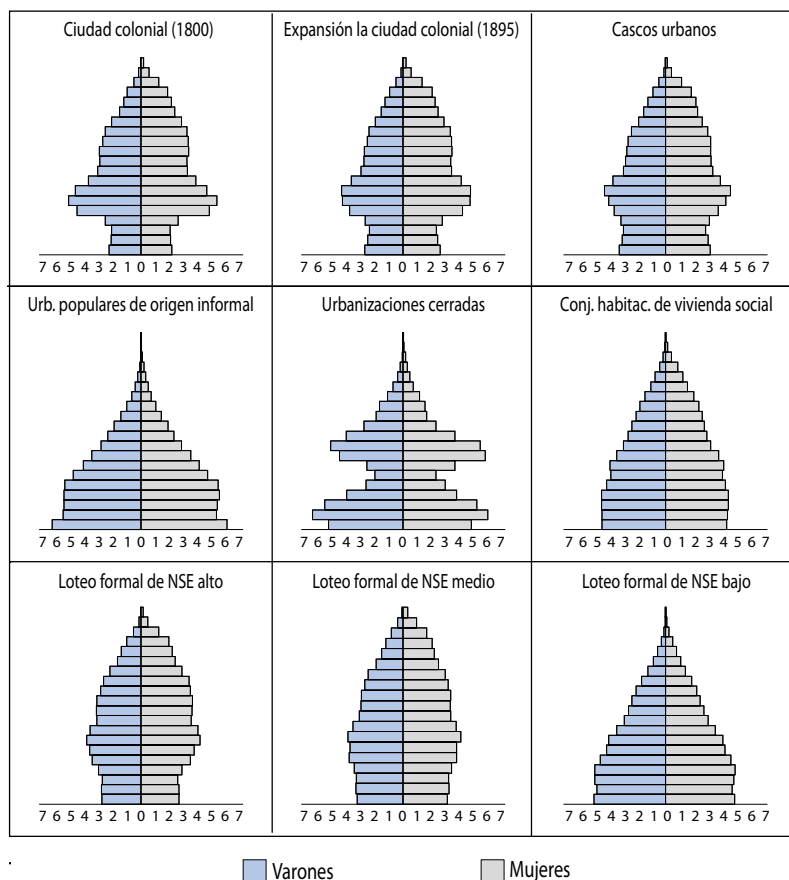 Ciudad colonial (1800)
Expansión la ciudad colonial (1895)
Cascos urbanos
7 6 5 4 3 2 1 0 1 2 3 4 5 6 7
7 6 5 4 3 2 1 0 1 2 3 4 5 6 7
7 6 5 4 3 2 1 0 1 2 3 4 5 6 7
Urb. populares de origen informal
Urbanizaciones cerradas
Conj. habitac. de vivienda social
7 6 5 4 3 2 1 0 1 2 3 4 5 6 7
7 6 5 4 3 2 1 0 1 2 3 4 5 6 7
7 6 5 4 3 2 1 0 1 2 3 4 5 6 7
Loteo formal de NSE alto
Loteo formal de NSE medio
Loteo formal de NSE bajo
7 6 5 4 3 2 1 0 1 2 3 4 5 6 7
7 6 5 4 3 2 1 0 1 2 3 4 5 6 7
7 6 5 4 3 2 1 0 1 2 3 4 5 6 7
Varones
Mujeres